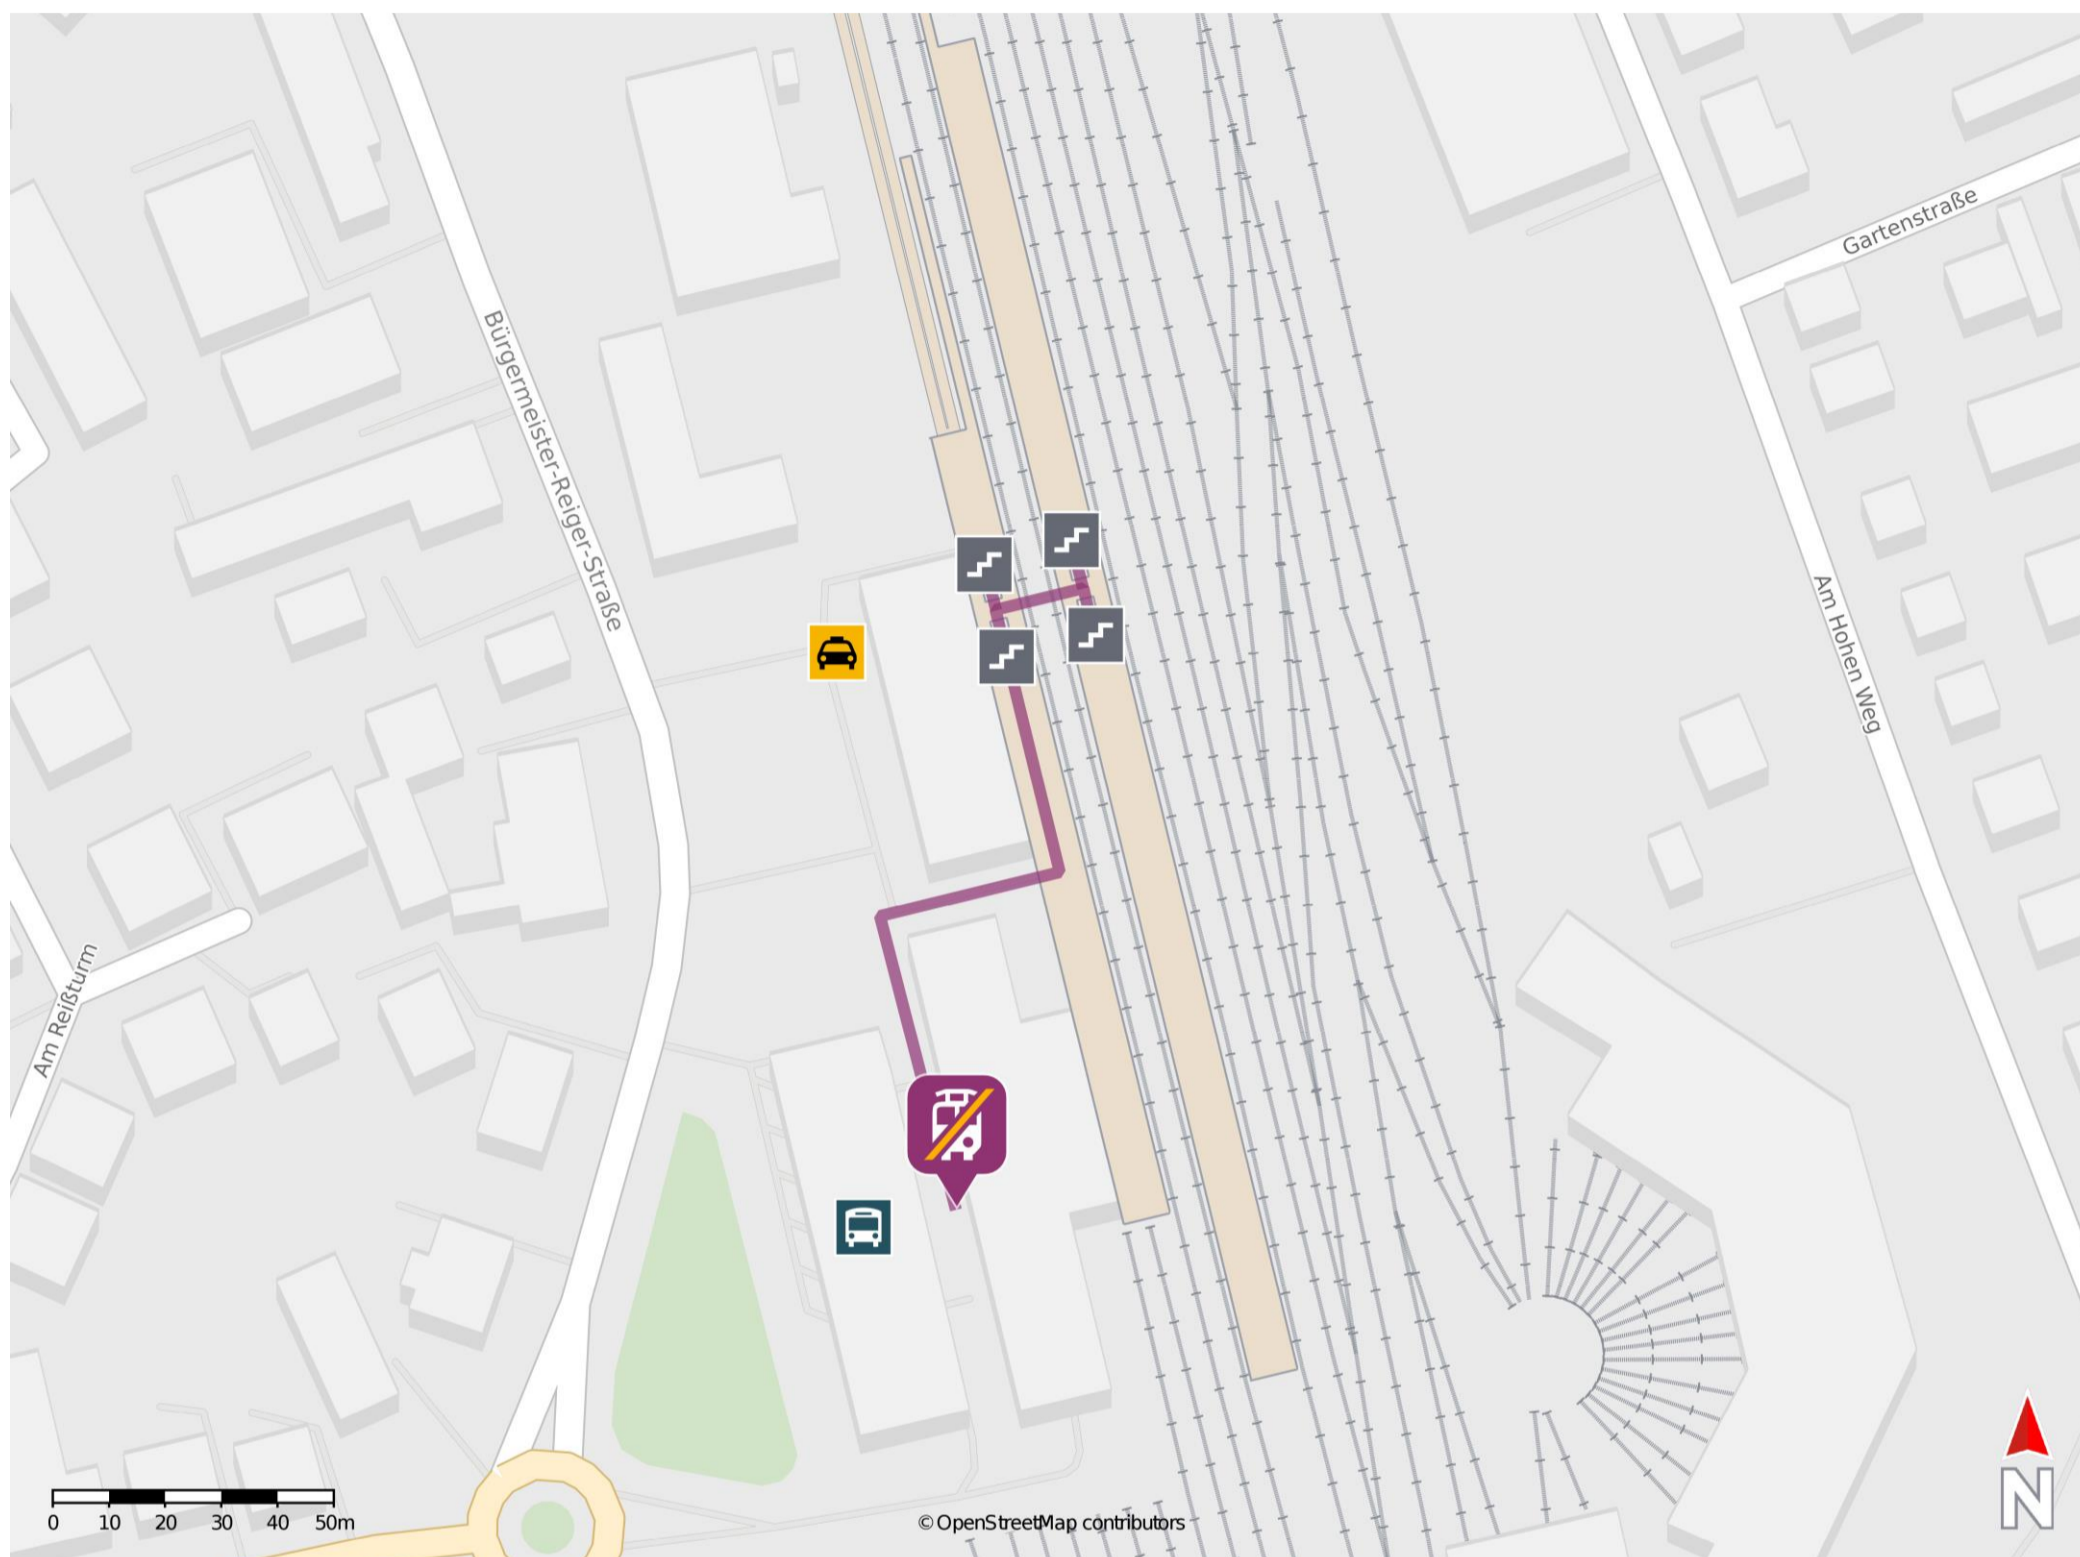 Gartenstraße
Bürgermeister-Reiger-Straße
Am Hohen Weg
Am Reißturm
0 10 20 30 40 50m
© OpenStreetMap contributors
N